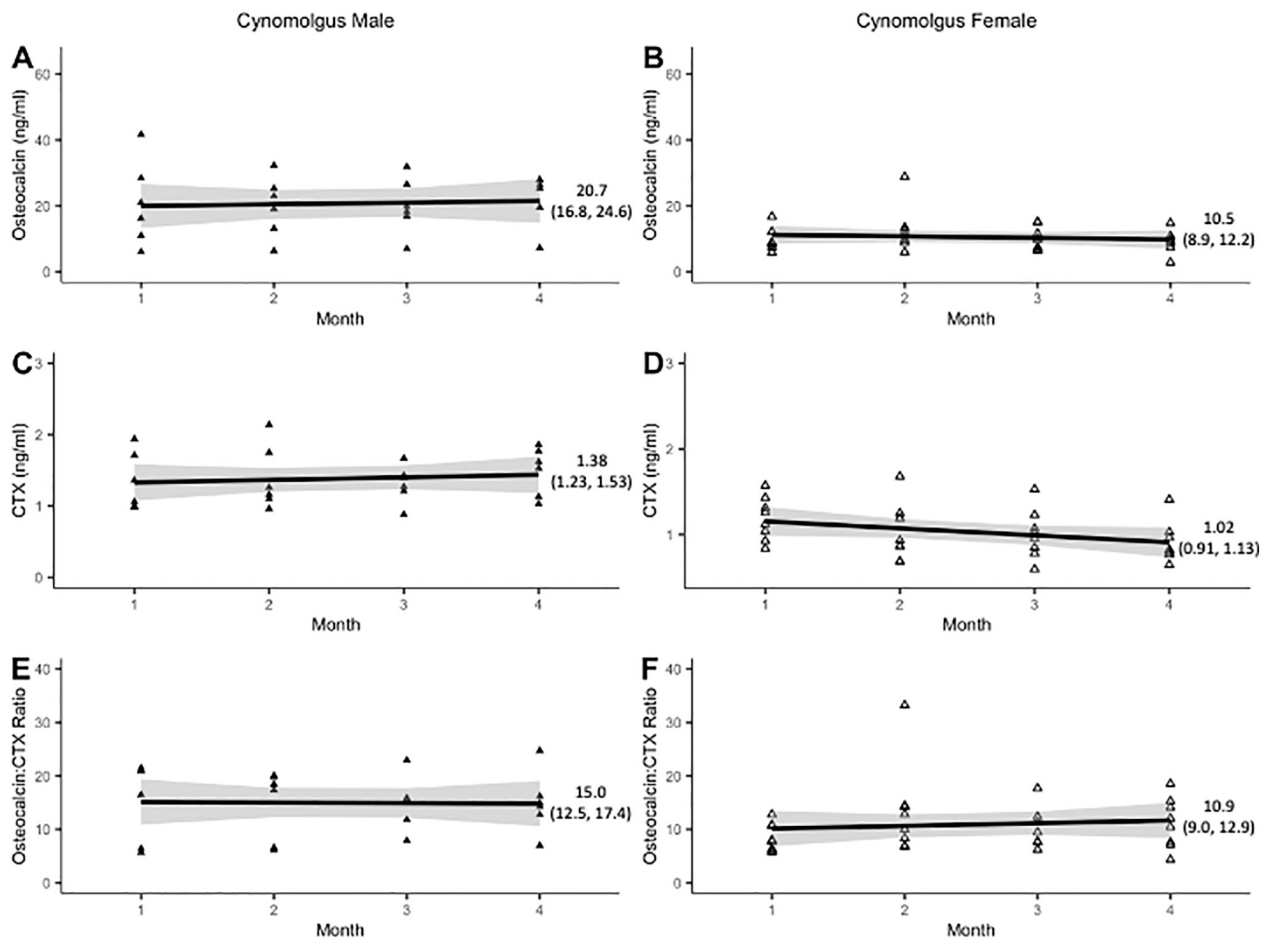 Cynomolgus Male
Cynomolgus Female
A
Osteocalcin (ng/ml)
60
40
20
0
20.7
(16.8, 24.6)
1 2 3 4
Month
B
Osteocalcin (ng/ml)
60
40
20
0
10.5
(8.9, 12.2)
1 2 3 4
Month
C
CTX (ng/ml)
3
2
1
0
1.38
(1.23, 1.53)
1 2 3 4
Month
D
CTX (ng/ml)
3
2
1
1.02
(0.91, 1.13)
1 2 3 4
Month
E
Osteocalcin:CTX Ratio
40
30
20
10
0
15.0
(12.5, 17.4)
1 2 3 4
Month
F
Osteocalcin:CTX Ratio
40
30
20
10
0
10.9
(9.0, 12.9)
1 2 3 4
Month